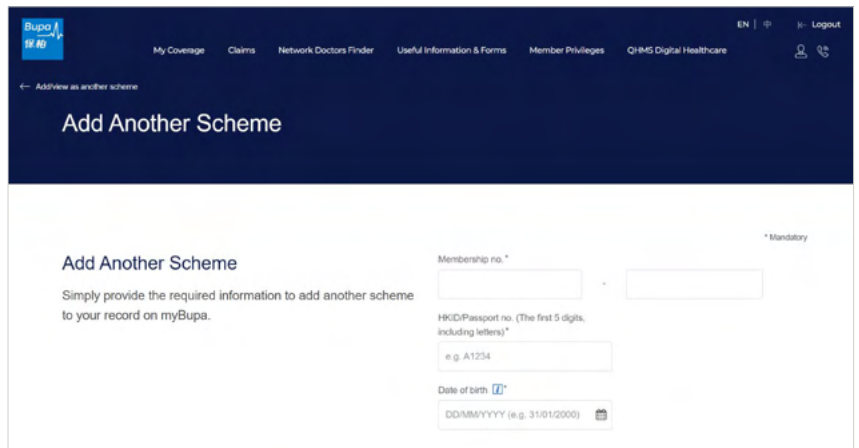 Bupa
保柏
EN | 中
Logout
My Coverage Claims Network Doctors Finder Useful Information & Forms Member Privileges QHMS Digital Healthcare
← Add/view as another scheme
Add Another Scheme
* Mandatory
Add Another Scheme
Simply provide the required information to add another scheme
to your record on myBupa.
Membership no.*
-
HKID/Passport no. (The first 5 digits,
including letters)*
e.g. A1234
Date of birth i *
DD/MM/YYYY (e.g. 31/01/2000)